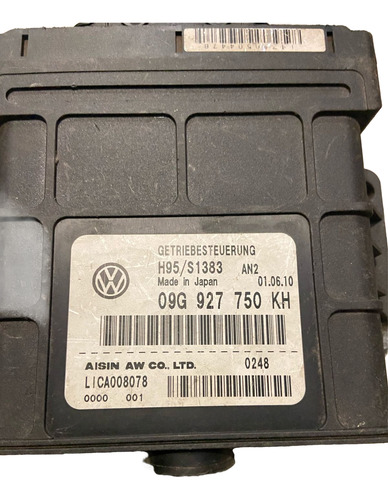 GETRIEBESTEUERUNG
H95/S1383 AN2
Made in Japan 01.06.10
09G 927 750 KH
AISIN AW CO., LTD. 0248
LICA008078
0000 001